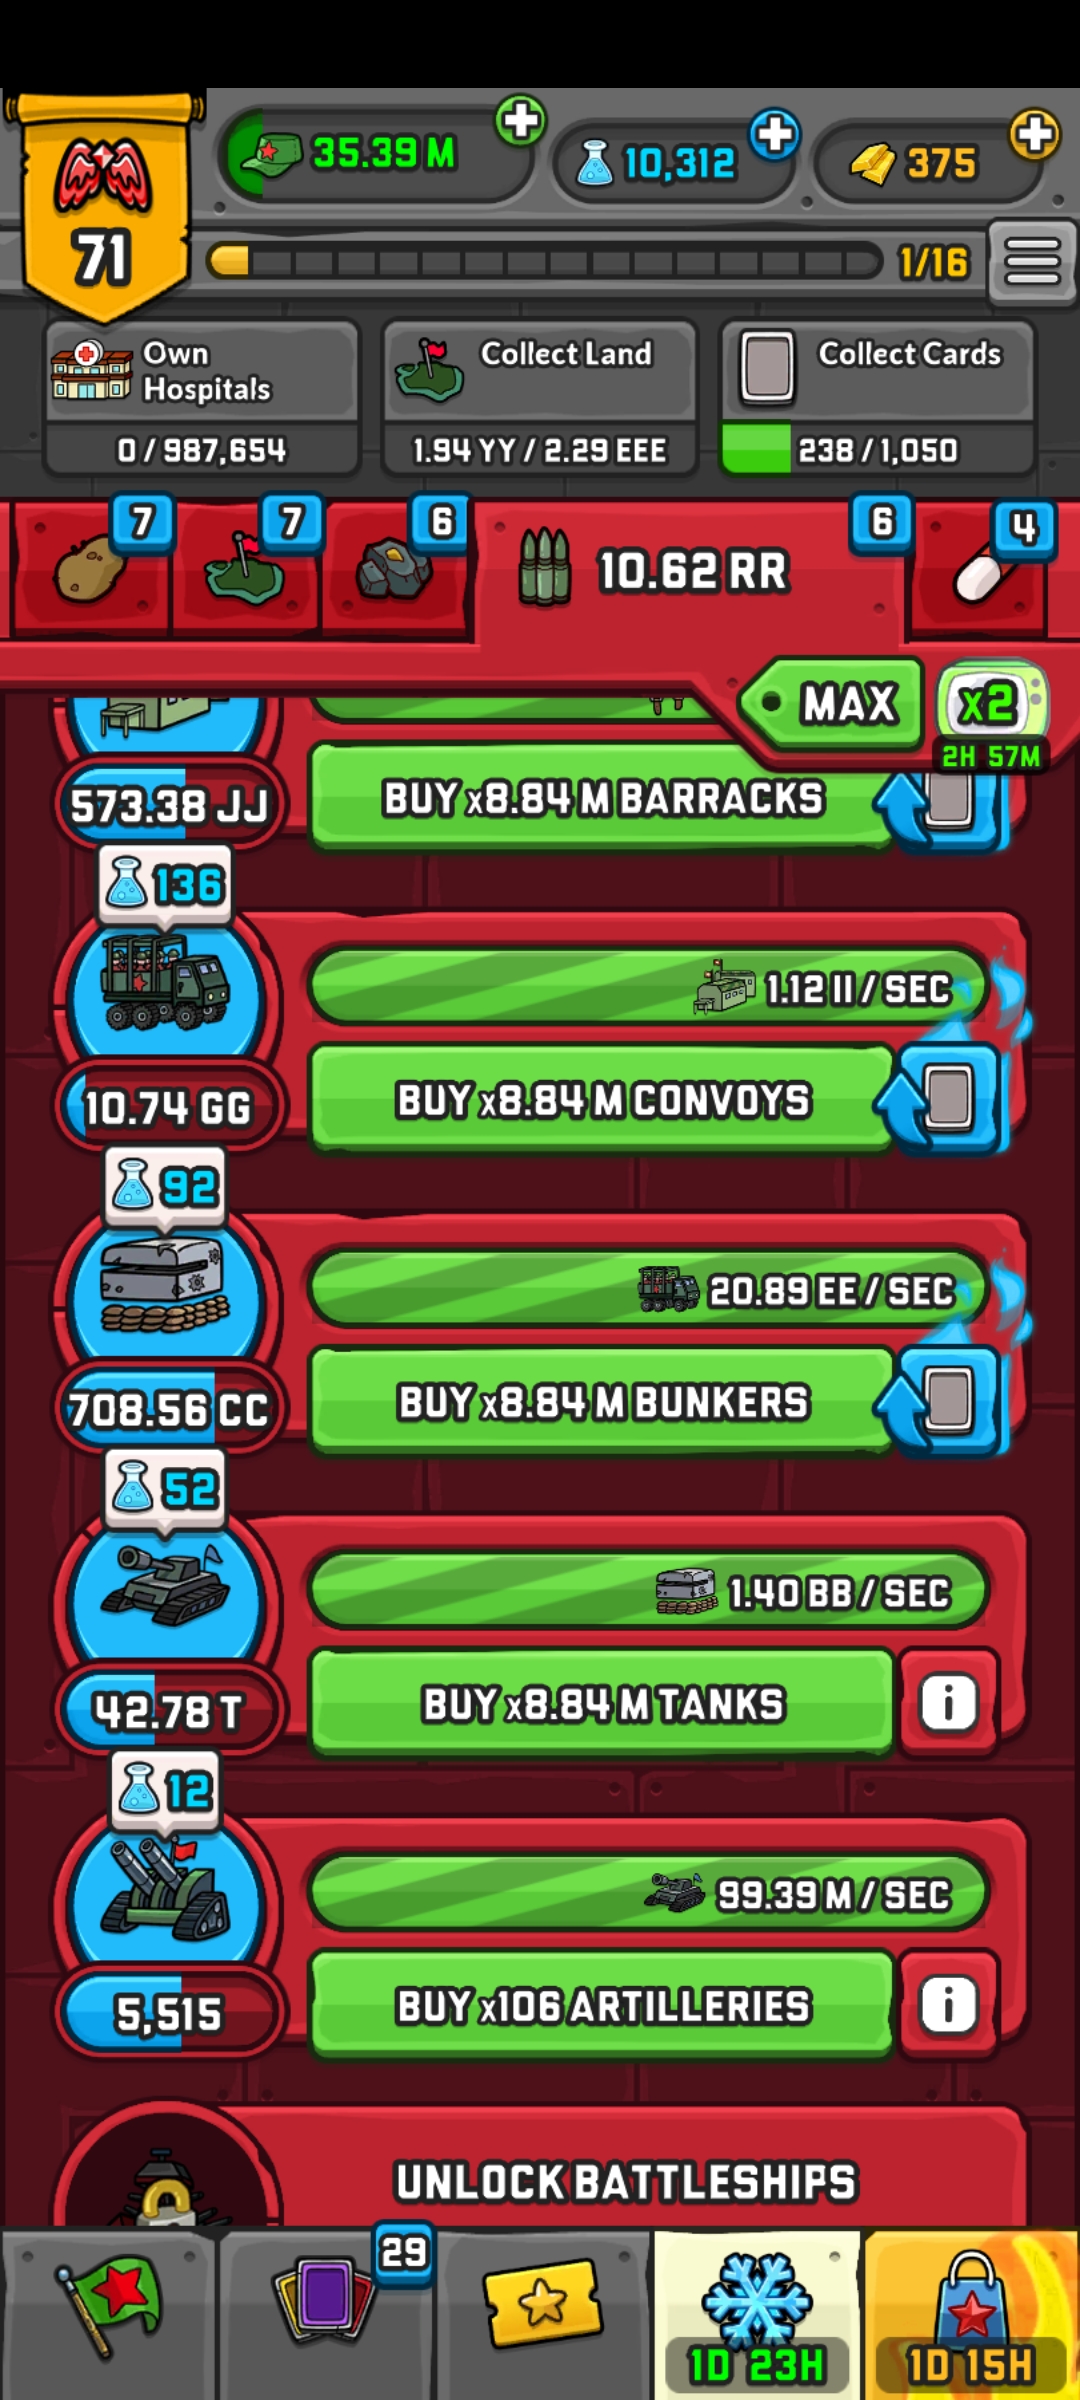 35.39 M
10,312
375
71
1/16
Own
Hospitals
0 / 987,654
Collect Land
1.94 YY / 2.29 EEE
Collect Cards
238 / 1,050
7
7
6
10.62 RR
6
4
MAX
x2
2H 57M
573.38 JJ
BUY x8.84 M BARRACKS
136
1.12 II / SEC
10.74 GG
BUY x8.84 M CONVOYS
92
20.89 EE / SEC
708.56 CC
BUY x8.84 M BUNKERS
52
1.40 BB / SEC
42.78 T
BUY x8.84 M TANKS
i
12
99.39 M / SEC
5,515
BUY x106 ARTILLERIES
i
UNLOCK BATTLESHIPS
29
1D 23H
1D 15H